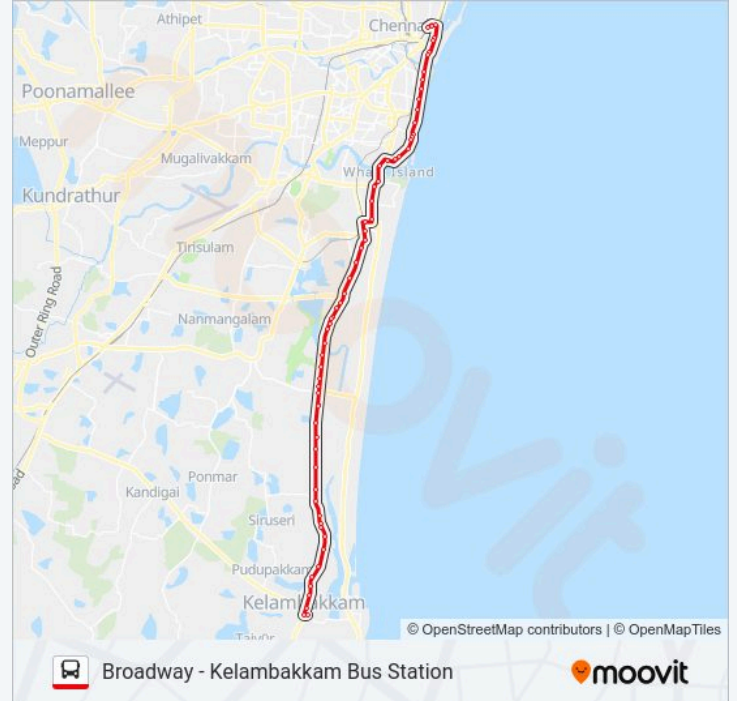 Athipet
Chenna
Poonamallee
Meppur
Mugalivakkam
Island
Kundrathur
Tirisulam
Outer Ring Road
Nanmangalam
Ponmar
Kandigai
Siruseri
Pudupakkam
Kelambakkam
Taiyur
© OpenStreetMap contributors | © OpenMapTiles
Broadway - Kelambakkam Bus Station
moovit